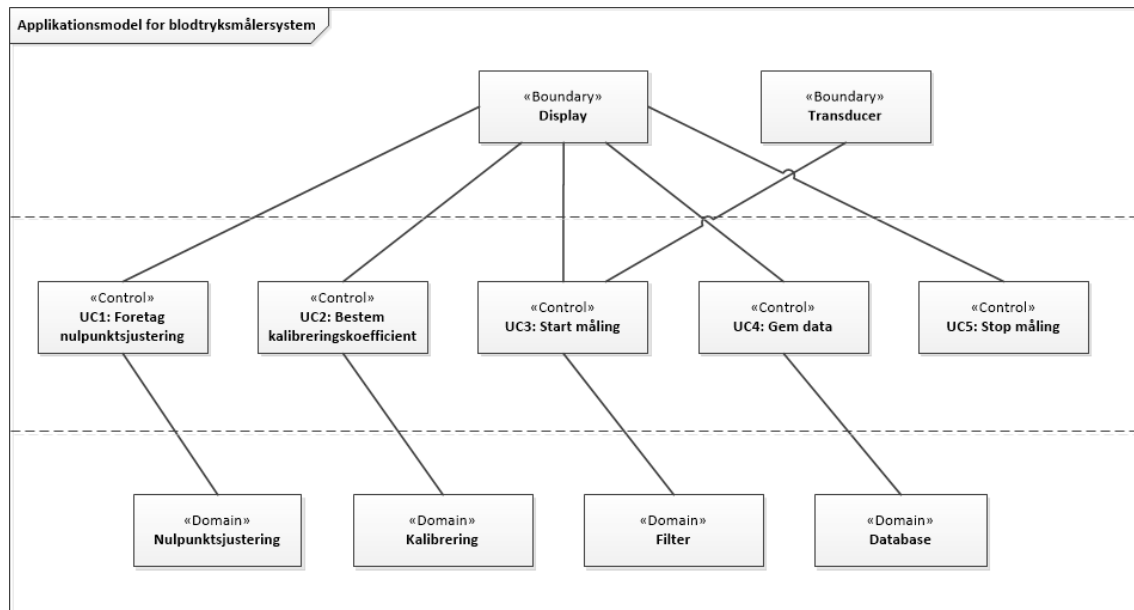 Applikationsmodel for blodtryksmålersystem
«Boundary»
Display
«Boundary»
Transducer
«Control»
UC1: Foretag
nulpunktsjustering
«Control»
UC2: Bestem
kalibreringskoefficient
«Control»
UC3: Start måling
«Control»
UC4: Gem data
«Control»
UC5: Stop måling
«Domain»
Nulpunktsjustering
«Domain»
Kalibrering
«Domain»
Filter
«Domain»
Database